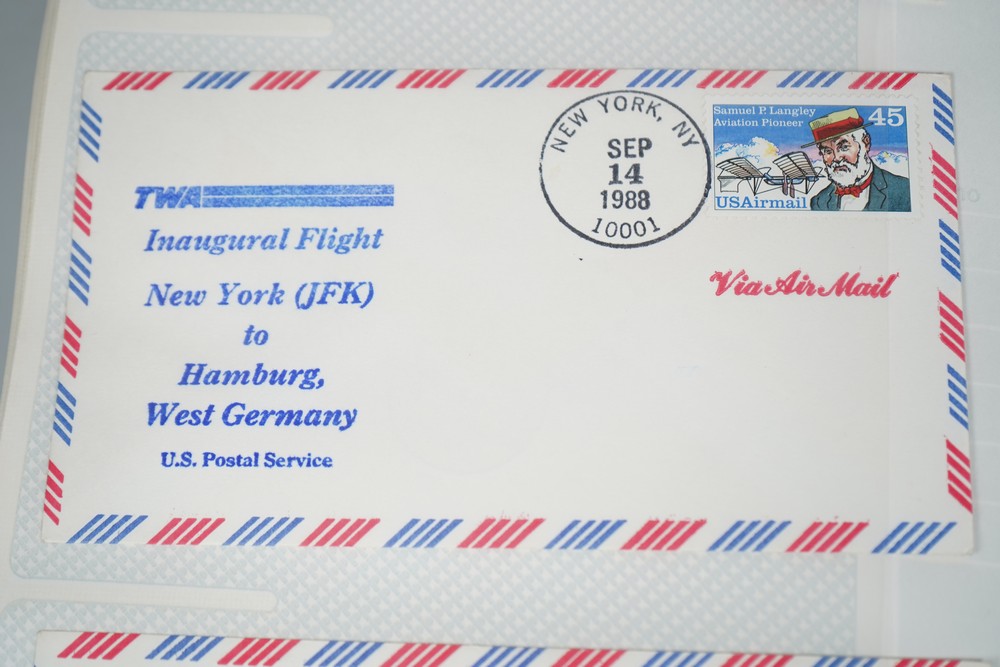 TWA
Inaugural Flight
New York (JFK)
to
Hamburg,
West Germany
U.S. Postal Service
NEW YORK, NY
SEP
14
1988
10001
Samuel P. Langley
Aviation Pioneer
45
USAirmail
Via Air Mail